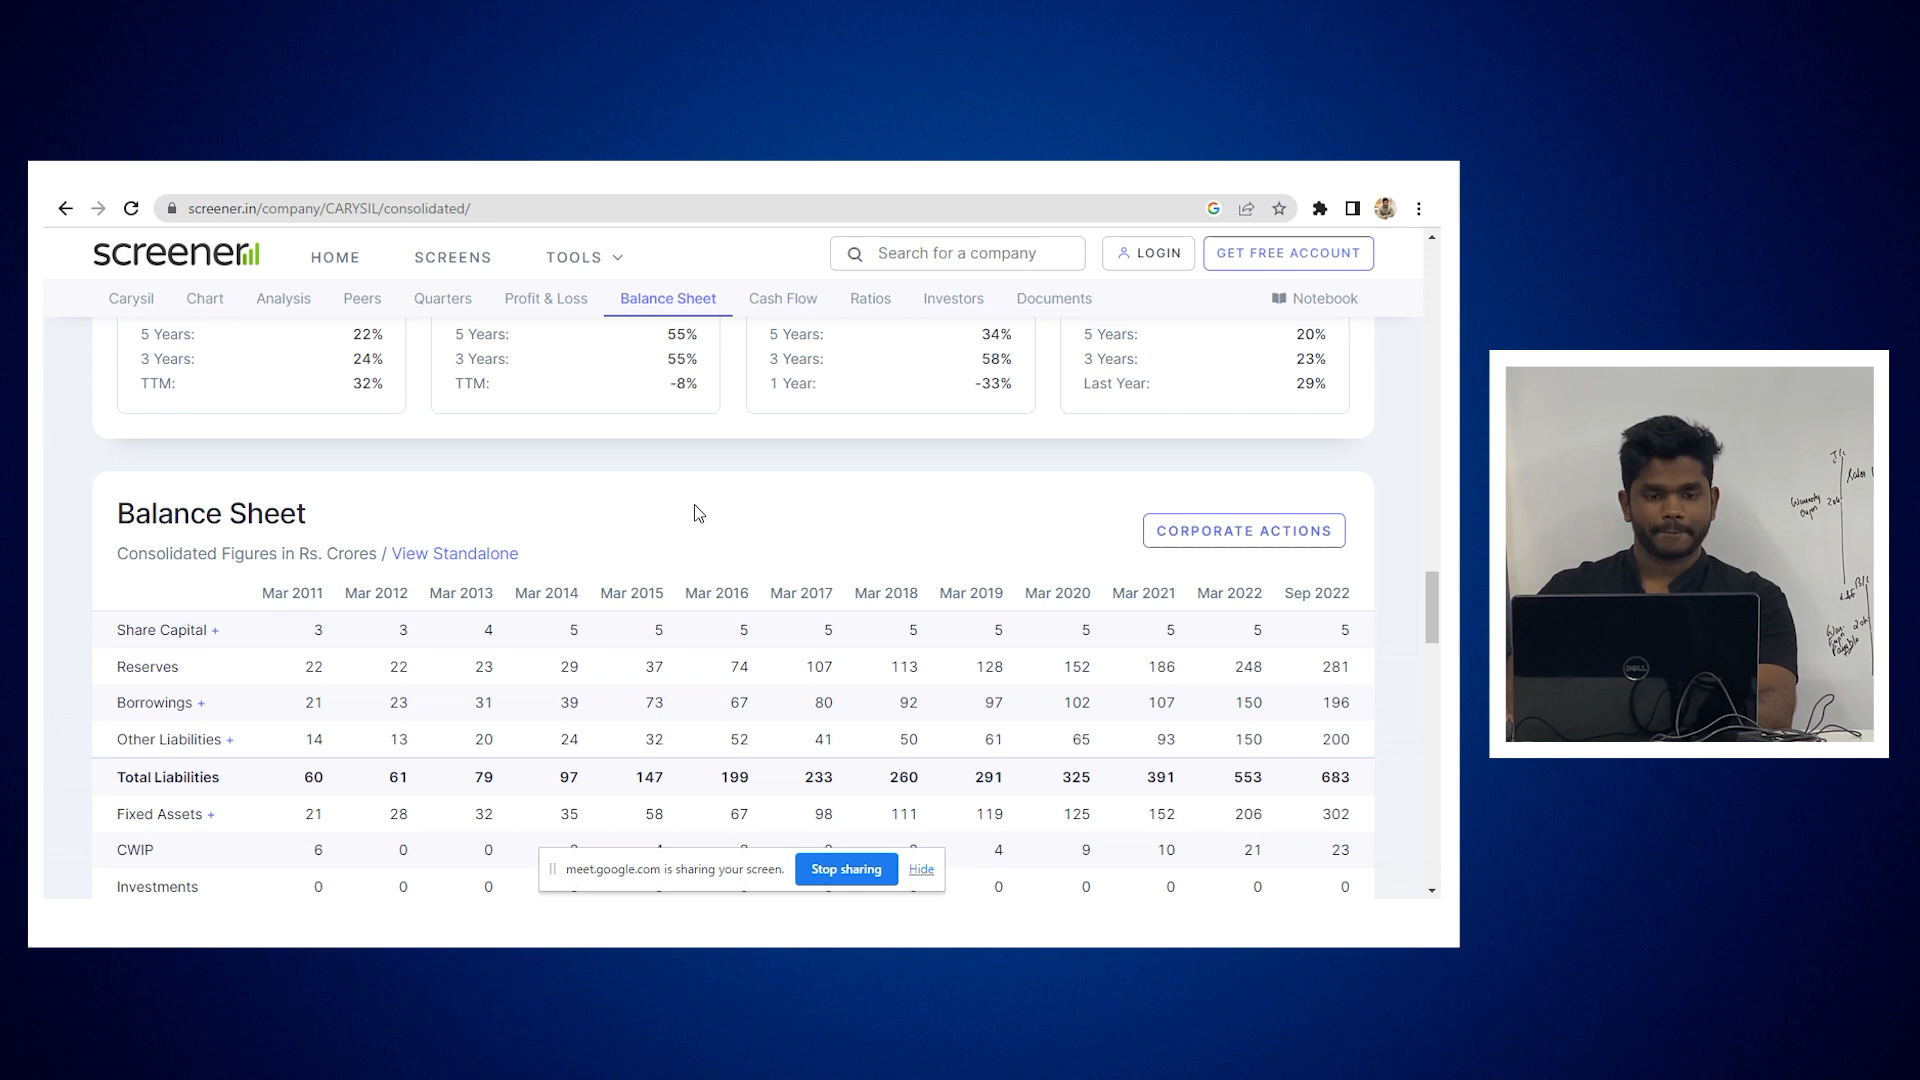 screener.in/company/CARYSIL/consolidated/
screener HOME SCREENS TOOLS Search for a company LOGIN GET FREE ACCOUNT
Carysil Chart Analysis Peers Quarters Profit & Loss Balance Sheet Cash Flow Ratios Investors Documents Notebook
5 Years: 22% 5 Years: 55% 5 Years: 34% 5 Years: 20%
3 Years: 24% 3 Years: 55% 3 Years: 58% 3 Years: 23%
TTM: 32% TTM: -8% 1 Year: -33% Last Year: 29%
Balance Sheet
CORPORATE ACTIONS
Consolidated Figures in Rs. Crores / View Standalone
Mar 2011 Mar 2012 Mar 2013 Mar 2014 Mar 2015 Mar 2016 Mar 2017 Mar 2018 Mar 2019 Mar 2020 Mar 2021 Mar 2022 Sep 2022
Share Capital + 3 3 4 5 5 5 5 5 5 5 5 5 5
Reserves 22 22 23 29 37 74 107 113 128 152 186 248 281
Borrowings + 21 23 31 39 73 67 80 92 97 102 107 150 196
Other Liabilities + 14 13 20 24 32 52 41 50 61 65 93 150 200
Total Liabilities 60 61 79 97 147 199 233 260 291 325 391 553 683
Fixed Assets + 21 28 32 35 58 67 98 111 119 125 152 206 302
CWIP 6 0 0 4 9 10 21 23
Investments 0 0 0 0 0 0 0 0
meet.google.com is sharing your screen. Stop sharing Hide
DELL
Sales
Warranty